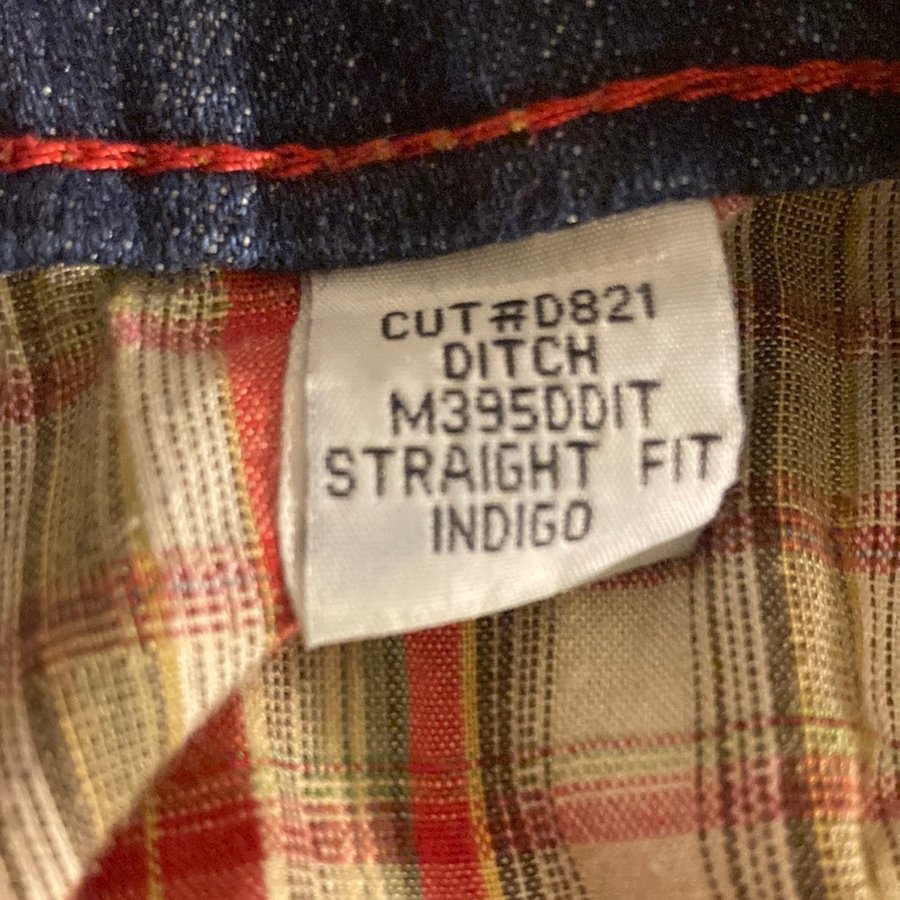 CUT#D821
DITCH
M395DDIT
STRAIGHT FIT
INDIGO